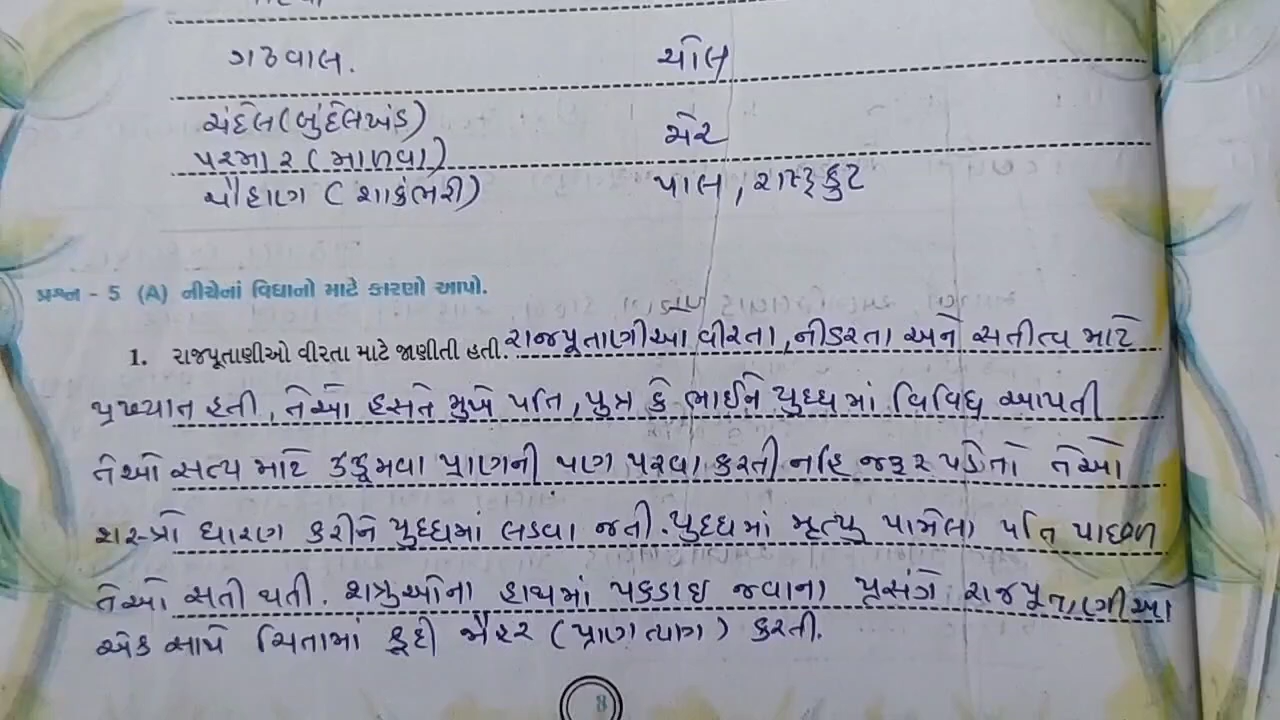 ગઢવાલ. ચોલ
ચંદેલ (બુંદેલખંડ) ચેર
પરમાર (માળવા)
ચૌહાણ (શાકંભરી) પાલ, રાષ્ટ્રકુટ
પ્રશ્ન - 5 (A) નીચેનાં વિધાનો માટે કારણો આપો.
1. રાજપૂતાણીઓ વીરતા માટે જાણીતી હતી. રાજપૂતાણીઓ વીરતા, નીડરતા અને સતીત્વ માટે
પ્રખ્યાત હતી, તેઓ હસતે મુખે પતિ, પુત્ર કે ભાઈને યુધ્ધમાં વિવિધ આપતી
તેઓ સત્ય માટે ઝઝૂમવા પ્રાણની પણ પરવા કરતી નહિ જરૂર પડે તો તેઓ
શસ્ત્રો ધારણ કરીને યુધ્ધમાં લડવા જતી. યુધ્ધમાં મૃત્યુ પામેલા પતિ પાછળ
તેઓ સતી થતી. શત્રુઓના હાથમાં પકડાઇ જવાના પ્રસંગે રાજપૂતાણીઓ
એક સાથે ચિતામાં કૂદી જૌહર (પ્રાણત્યાગ) કરતી.
8